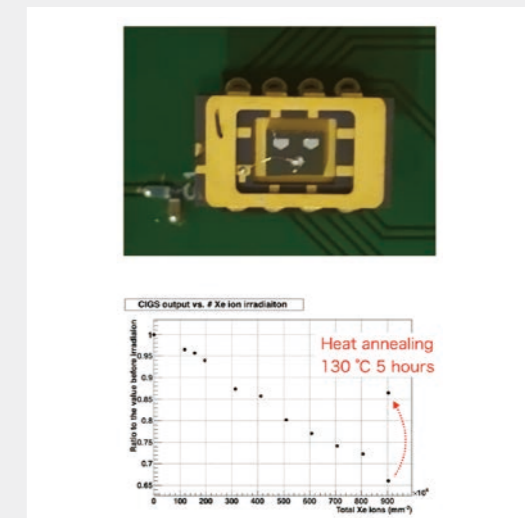 CIGS output vs. # Xe ion irradiaiton
Ratio to the value before irradiaion
1
0.95
0.9
0.85
0.8
0.75
0.7
0.65
Heat annealing
130 °C 5 hours
0 100 200 300 400 500 600 700 800 900
Total Xe Ions (mm⁻²)